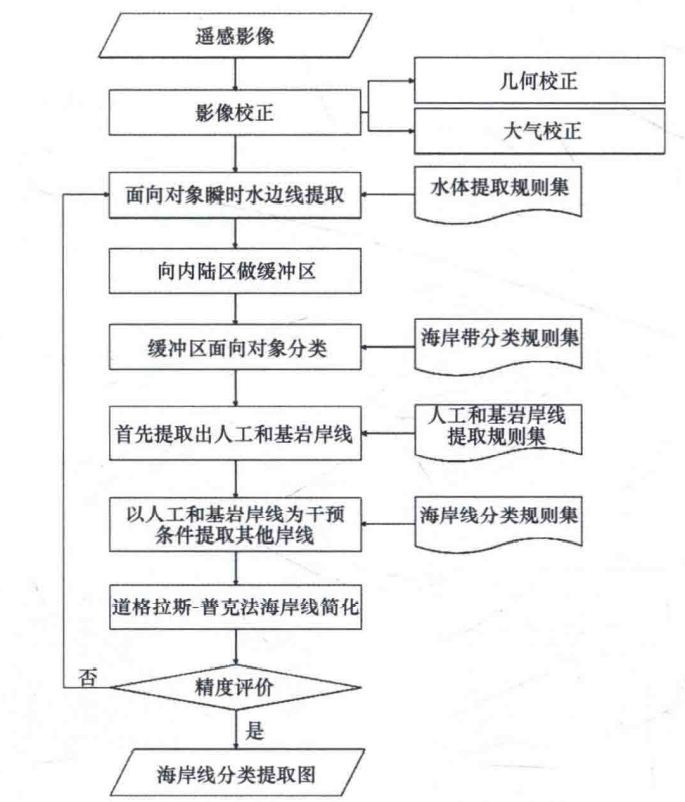 遥感影像
影像校正
几何校正
大气校正
面向对象瞬时水边线提取
水体提取规则集
向内陆区做缓冲区
缓冲区面向对象分类
海岸带分类规则集
首先提取出人工和基岩岸线
人工和基岩岸线
提取规则集
以人工和基岩岸线为干预
条件提取其他岸线
海岸线分类规则集
道格拉斯-普克法海岸线简化
否
精度评价
是
海岸线分类提取图